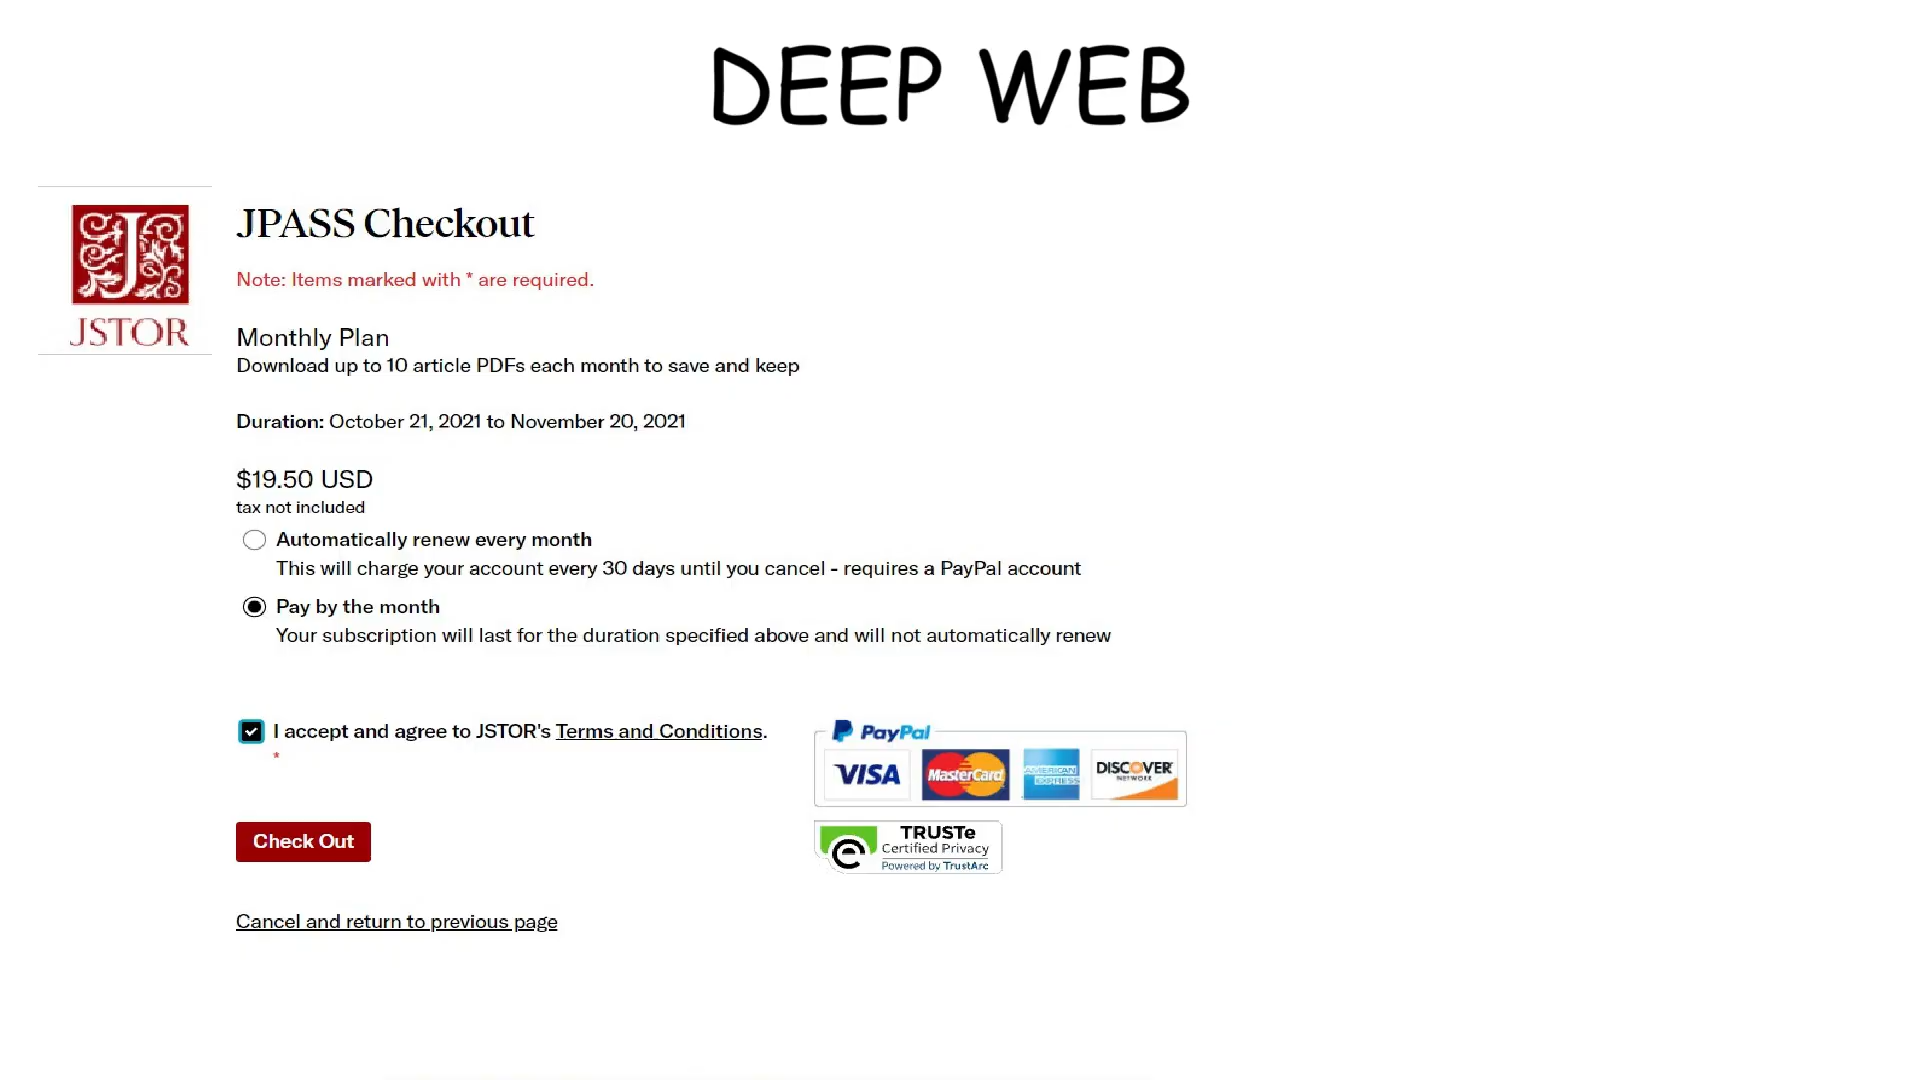 DEEP WEB
JSTOR
JPASS Checkout
Note: Items marked with * are required.
Monthly Plan
Download up to 10 article PDFs each month to save and keep
Duration: October 21, 2021 to November 20, 2021
$19.50 USD
tax not included
Automatically renew every month
This will charge your account every 30 days until you cancel - requires a PayPal account
Pay by the month
Your subscription will last for the duration specified above and will not automatically renew
I accept and agree to JSTOR's Terms and Conditions.
*
PayPal
VISA MasterCard AMERICAN EXPRESS DISCOVER NETWORK
TRUSTe
Certified Privacy
Powered by TrustArc
Check Out
Cancel and return to previous page